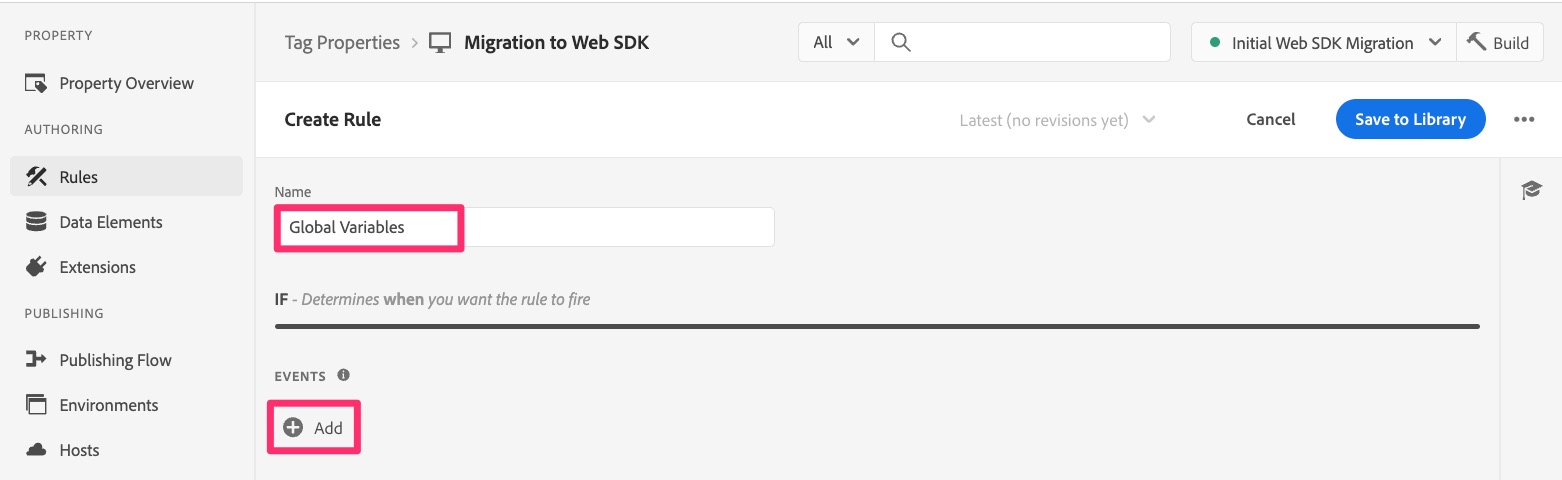 PROPERTY
Property Overview
AUTHORING
Rules
Data Elements
Extensions
PUBLISHING
Publishing Flow
Environments
Hosts
Tag Properties > Migration to Web SDK
All
Initial Web SDK Migration
Build
Create Rule
Latest (no revisions yet)
Cancel
Save to Library
Name
Global Variables
IF - Determines when you want the rule to fire
EVENTS
Add